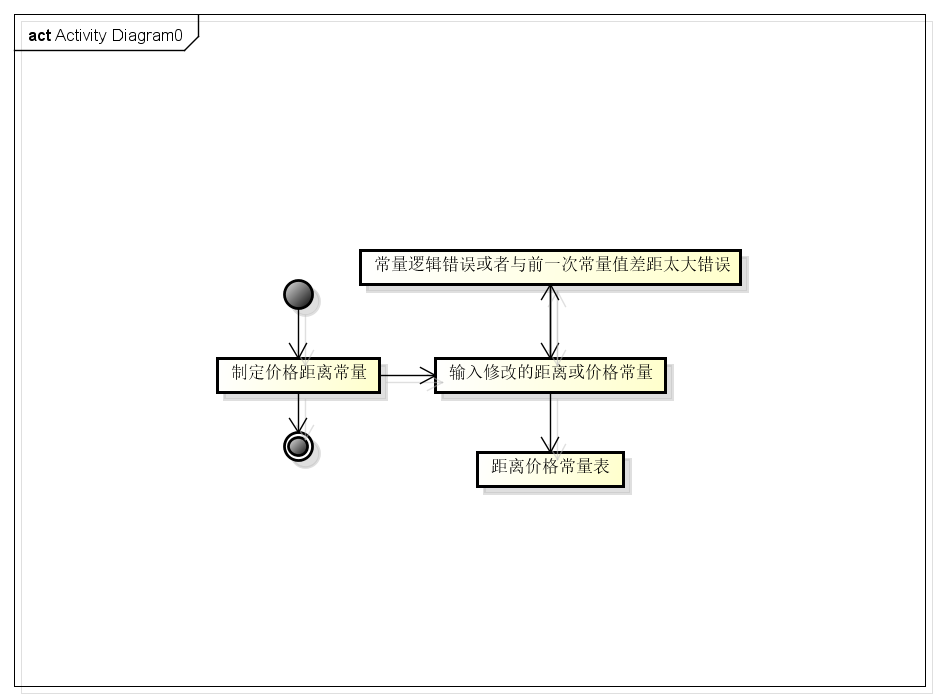 act Activity Diagram0
常量逻辑错误或者与前一次常量值差距太大错误
制定价格距离常量
输入修改的距离或价格常量
距离价格常量表